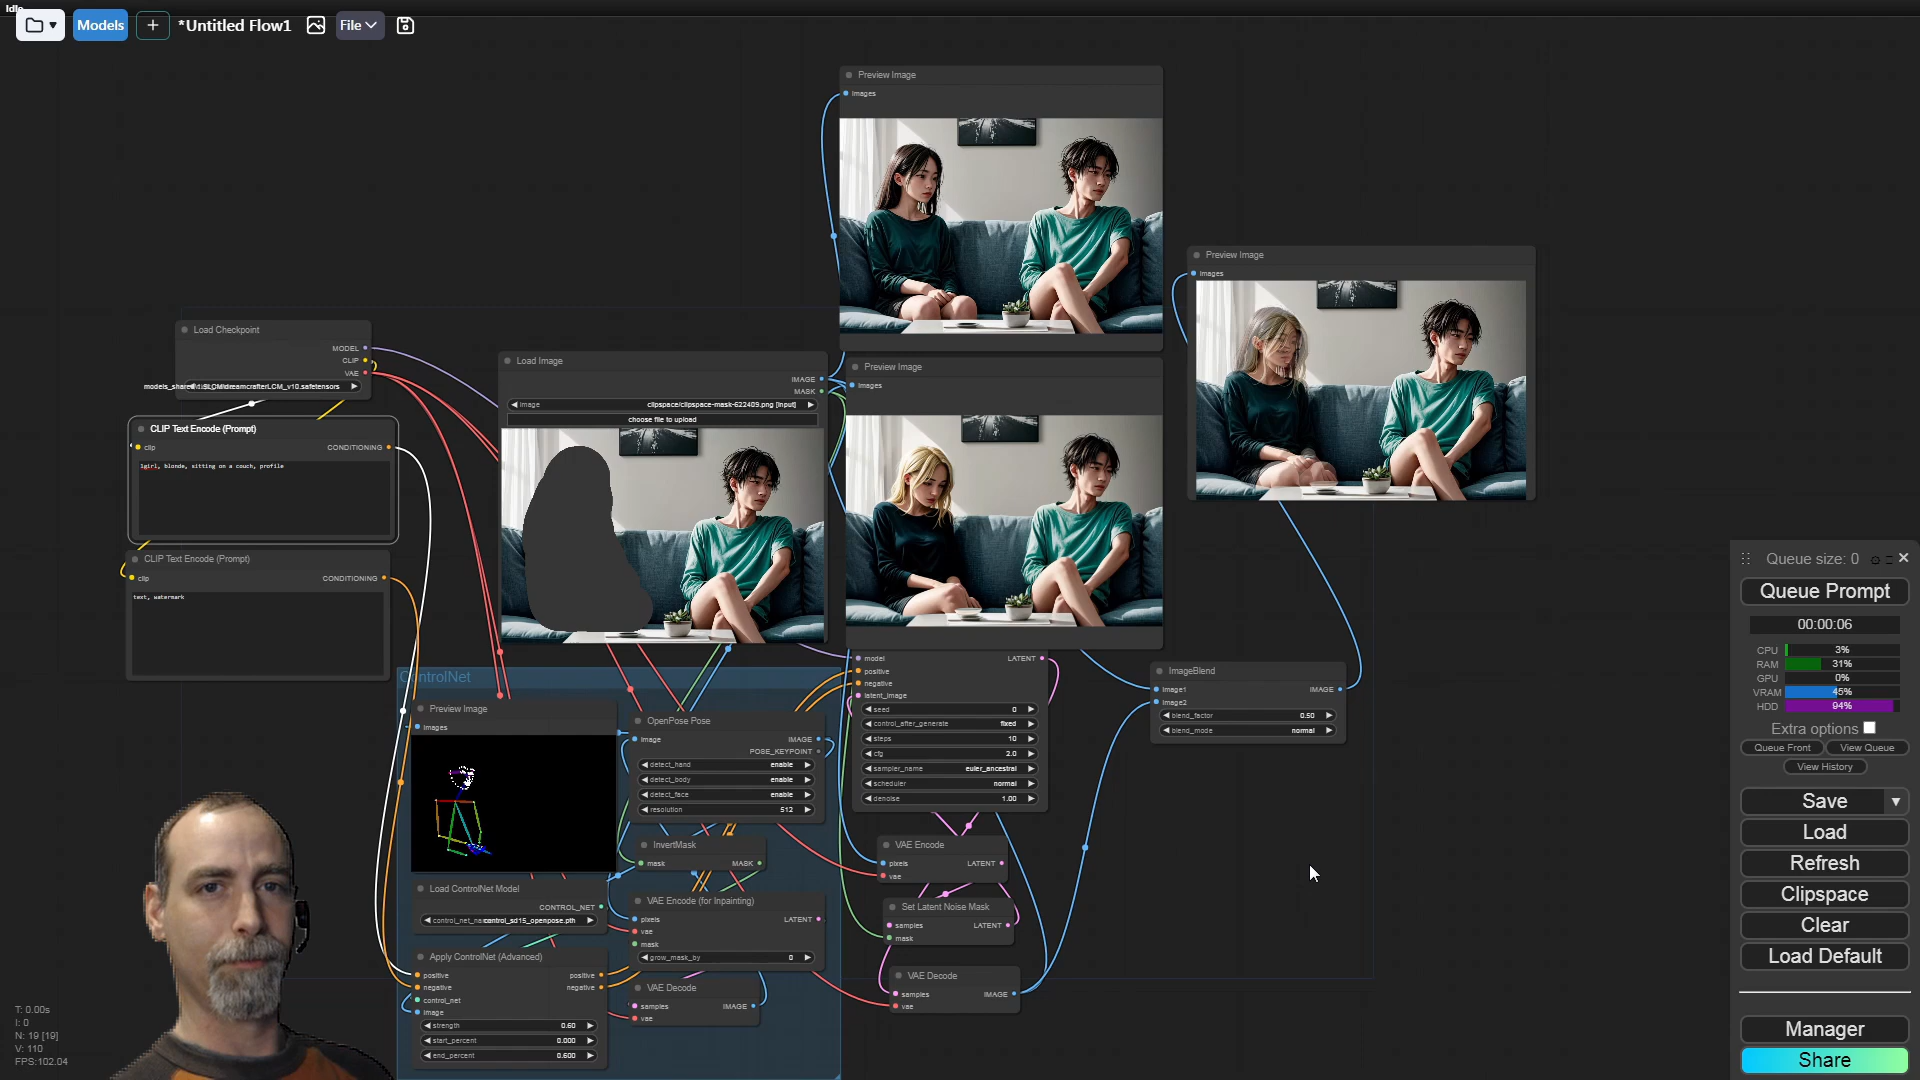 Idle
Models
+
*Untitled Flow1
File
Preview Image
images
Preview Image
images
Load Checkpoint
MODEL
CLIP
VAE
CLIP Text Encode (Prompt)
clip
CONDITIONING
1girl, blonde, sitting on a couch, profile
CLIP Text Encode (Prompt)
clip
CONDITIONING
text, watermark
Load Image
IMAGE
MASK
image
clipspace/clipspace-mask-622409.png [input]
choose file to upload
Preview Image
images
ControlNet
Preview Image
images
OpenPose Pose
image
IMAGE
POSE_KEYPOINT
detect_hand enable
detect_body enable
detect_face enable
resolution 512
InvertMask
mask
MASK
Load ControlNet Model
CONTROL_NET
control_sd15_openpose.pth
VAE Encode (for Inpainting)
pixels
LATENT
vae
mask
grow_mask_by 0
Apply ControlNet (Advanced)
positive
positive
negative
negative
control_net
image
strength 0.60
start_percent 0.000
end_percent 0.600
VAE Decode
samples
IMAGE
vae
model
LATENT
positive
negative
latent_image
seed 0
control_after_generate fixed
steps 10
cfg 2.0
sampler_name euler_ancestral
scheduler normal
denoise 1.00
VAE Encode
pixels
LATENT
vae
Set Latent Noise Mask
samples
LATENT
mask
VAE Decode
samples
IMAGE
vae
ImageBlend
image1
IMAGE
image2
blend_factor 0.50
blend_mode normal
Queue size: 0
Queue Prompt
00:00:06
CPU 3%
RAM 31%
GPU 0%
VRAM 45%
HDD 94%
Extra options
Queue Front
View Queue
View History
Save
Load
Refresh
Clipspace
Clear
Load Default
Manager
Share
T: 0.00s
I: 0
N: 19 [19]
V: 110
FPS:102.04